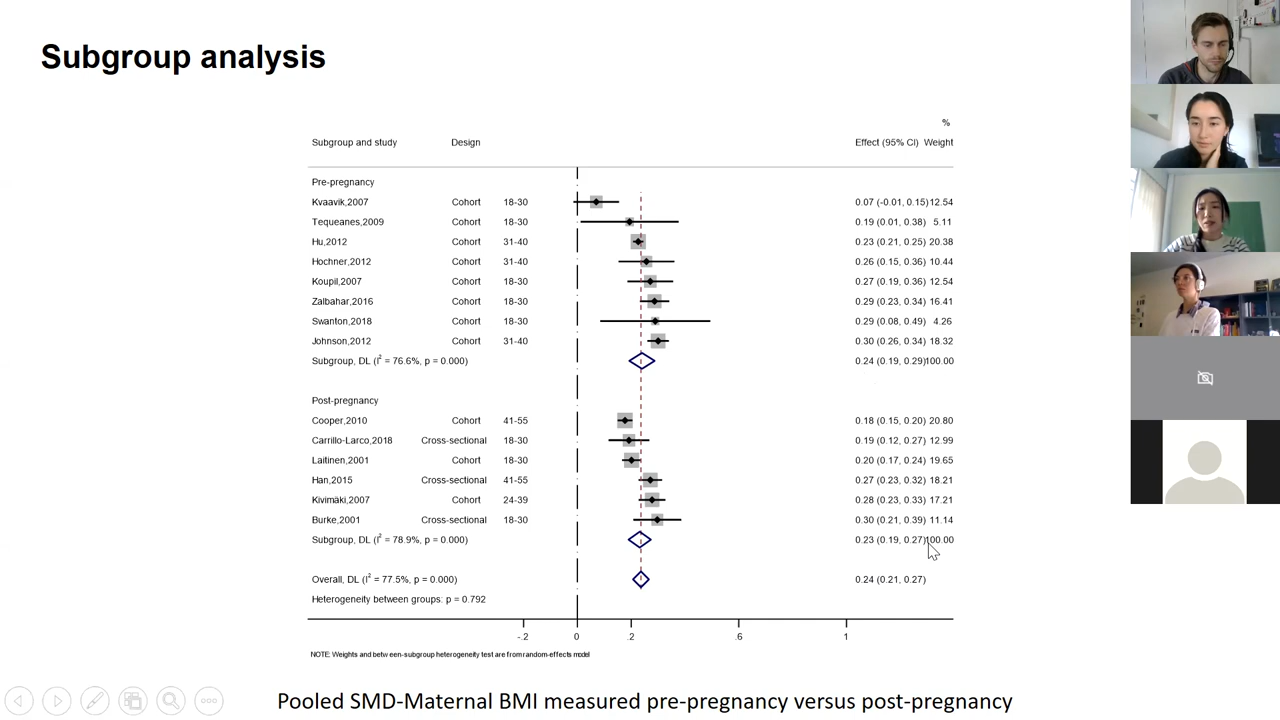 Subgroup analysis
%
Subgroup and study Design Effect (95% CI) Weight
Pre-pregnancy
Kvaavik,2007 Cohort 18-30 0.07 (-0.01, 0.15) 12.54
Tequeanes,2009 Cohort 18-30 0.19 (0.01, 0.38) 5.11
Hu,2012 Cohort 31-40 0.23 (0.21, 0.25) 20.38
Hochner,2012 Cohort 31-40 0.26 (0.15, 0.36) 10.44
Koupil,2007 Cohort 18-30 0.27 (0.19, 0.36) 12.54
Zalbahar,2016 Cohort 18-30 0.29 (0.23, 0.34) 16.41
Swanton,2018 Cohort 18-30 0.29 (0.08, 0.49) 4.26
Johnson,2012 Cohort 31-40 0.30 (0.26, 0.34) 18.32
Subgroup, DL (I² = 76.6%, p = 0.000) 0.24 (0.19, 0.29) 100.00
Post-pregnancy
Cooper,2010 Cohort 41-55 0.18 (0.15, 0.20) 20.80
Carrillo-Larco,2018 Cross-sectional 18-30 0.19 (0.12, 0.27) 12.99
Laitinen,2001 Cohort 18-30 0.20 (0.17, 0.24) 19.65
Han,2015 Cross-sectional 41-55 0.27 (0.23, 0.32) 18.21
Kivimäki,2007 Cohort 24-39 0.28 (0.23, 0.33) 17.21
Burke,2001 Cross-sectional 18-30 0.30 (0.21, 0.39) 11.14
Subgroup, DL (I² = 78.9%, p = 0.000) 0.23 (0.19, 0.27) 100.00
Overall, DL (I² = 77.5%, p = 0.000) 0.24 (0.21, 0.27)
Heterogeneity between groups: p = 0.792
-.2 0 .2 .6 1
NOTE: Weights and between-subgroup heterogeneity test are from random-effects model
Pooled SMD-Maternal BMI measured pre-pregnancy versus post-pregnancy